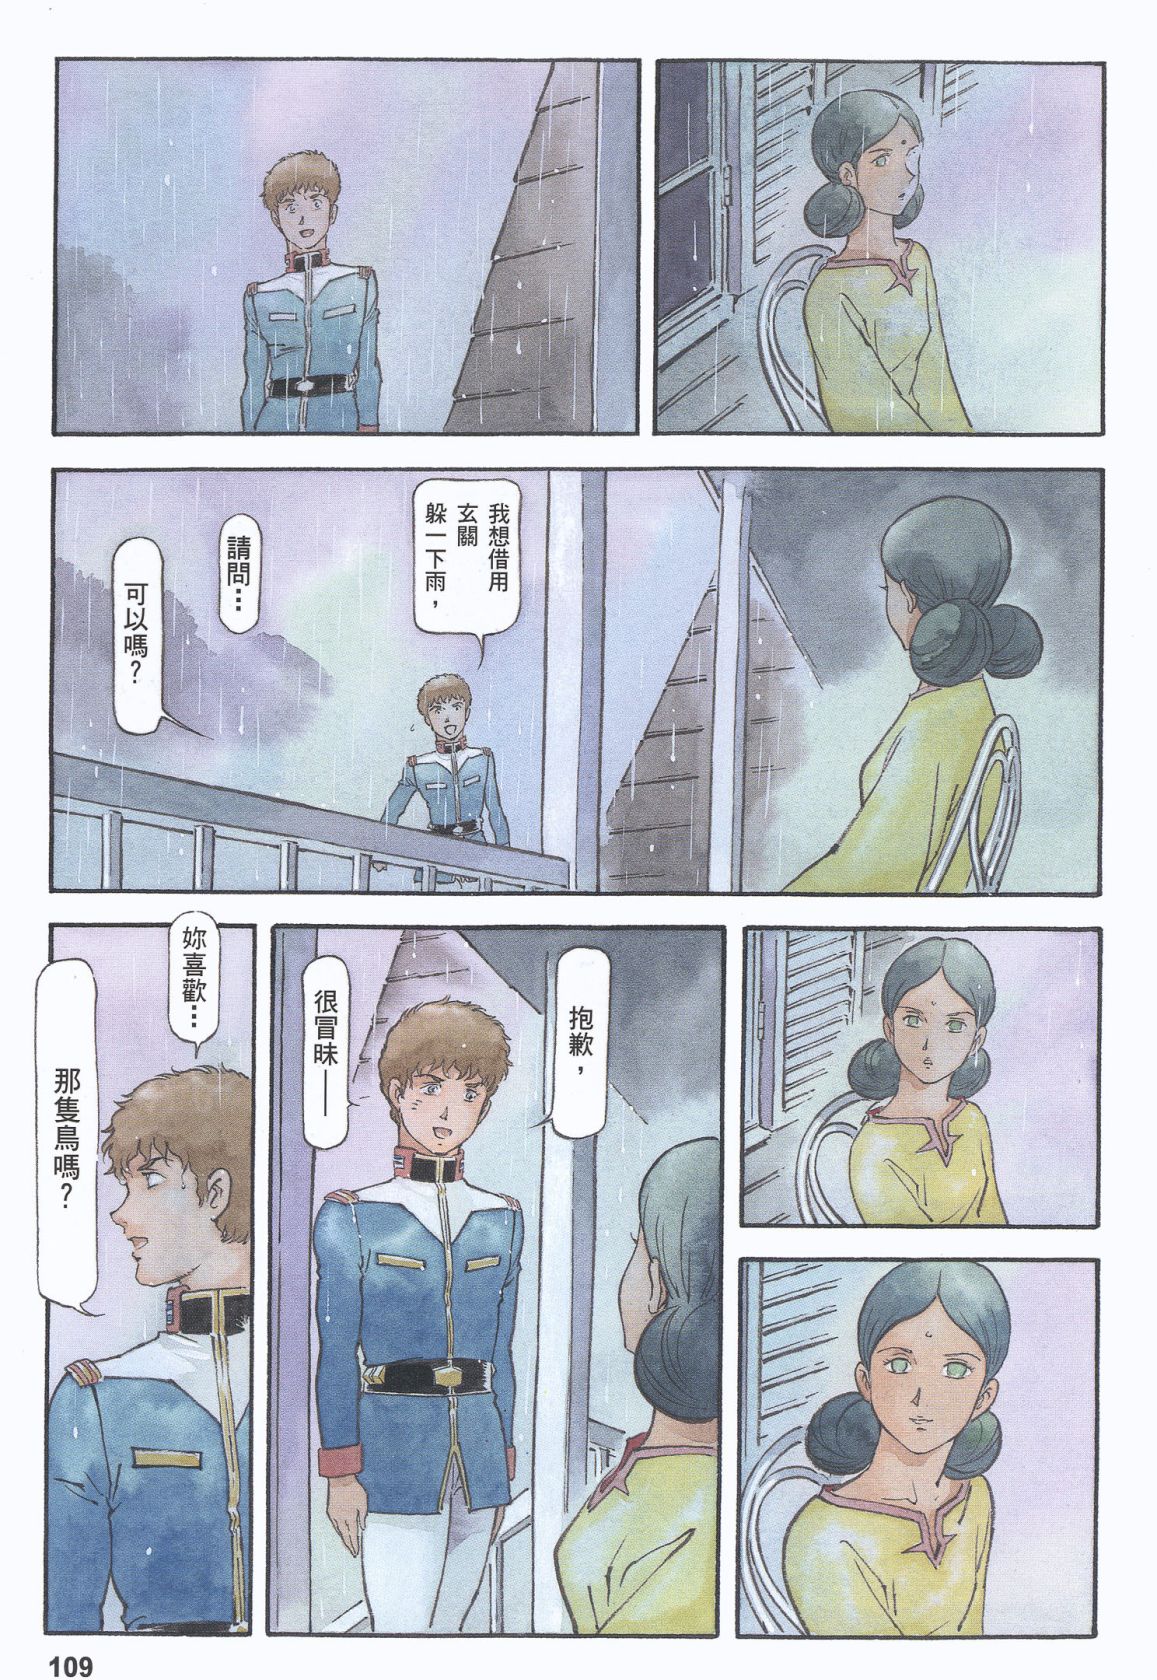 我想借用
玄關
躲一下雨，
請問…
可以嗎？
抱歉，
很冒昧——
妳喜歡…
那隻鳥嗎？
109